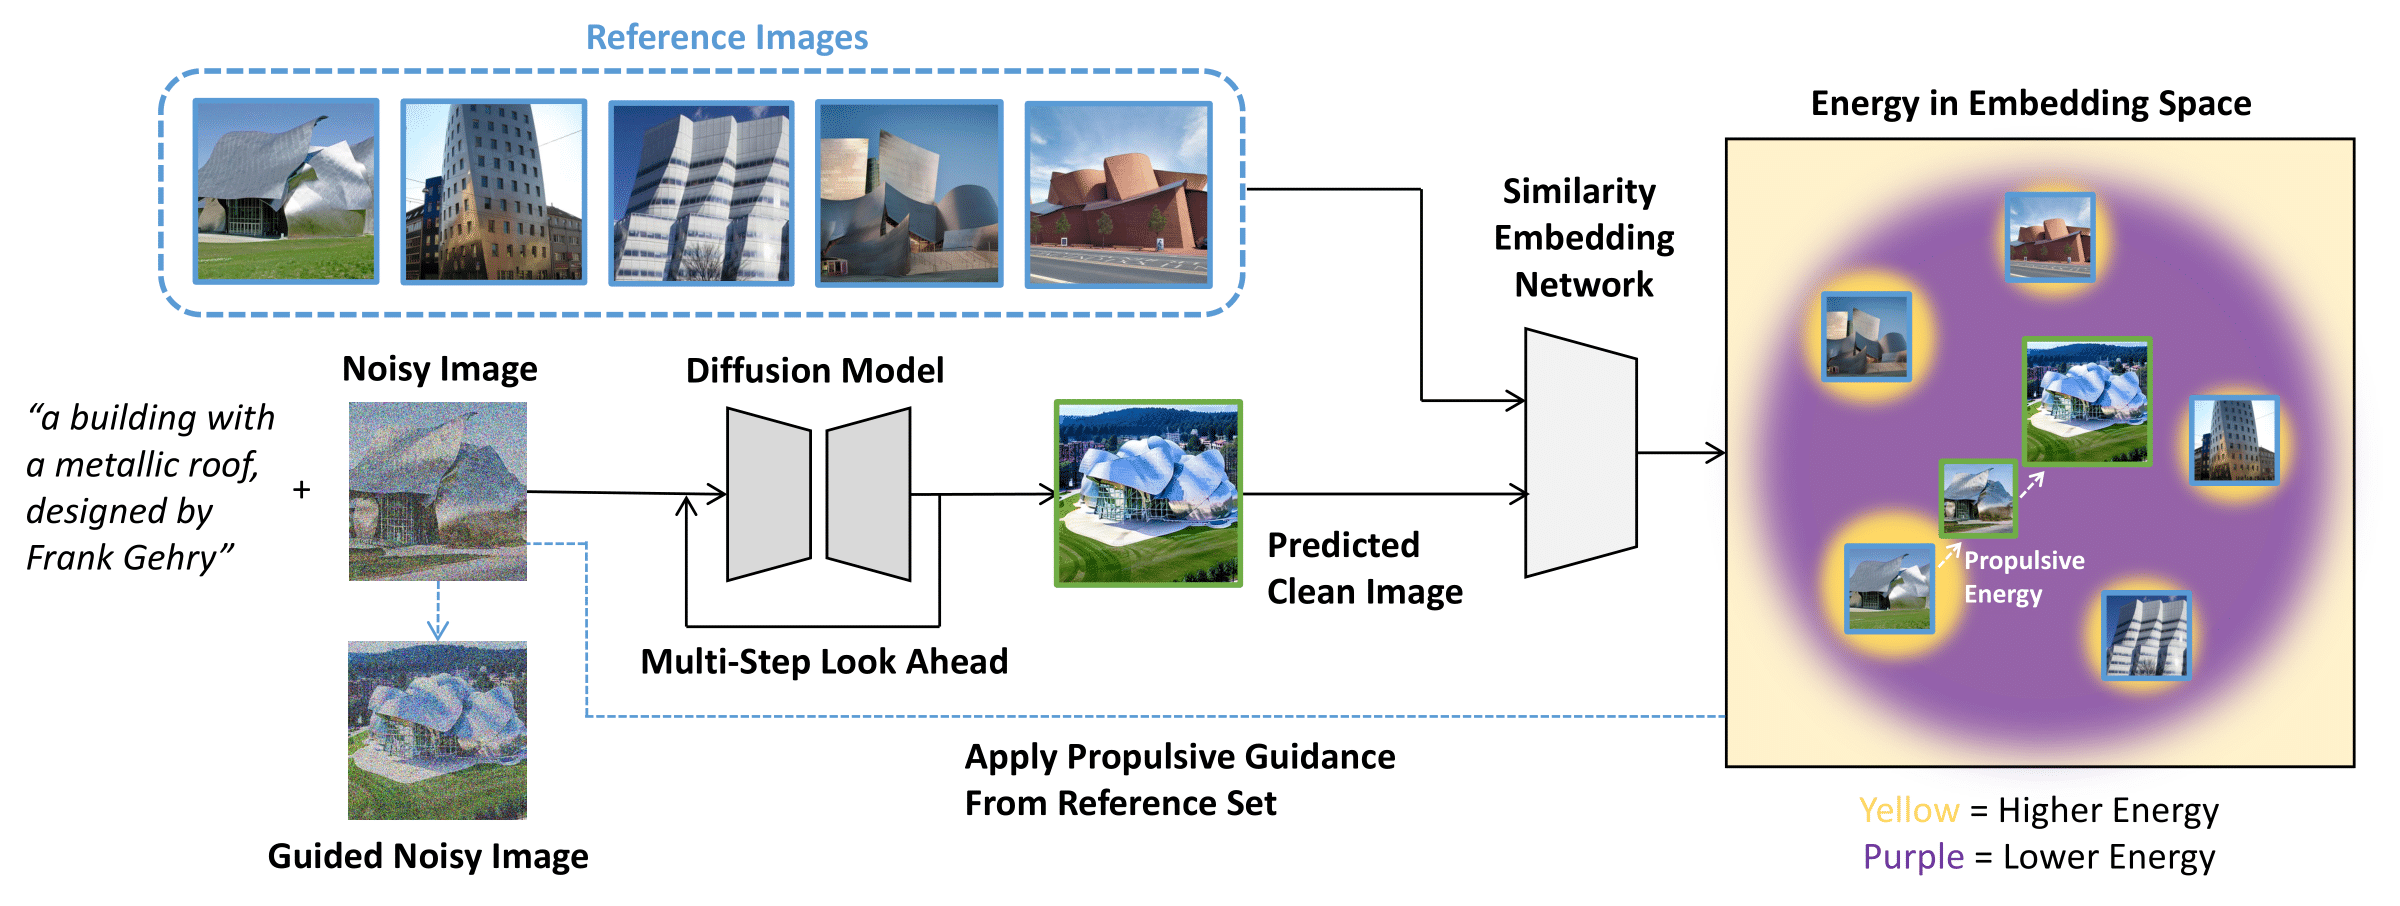 Reference Images
Energy in Embedding Space
Similarity
Embedding
Network
Noisy Image
Diffusion Model
“a building with
a metallic roof,
designed by
Frank Gehry”
+
Predicted
Clean Image
Propulsive
Energy
Multi-Step Look Ahead
Apply Propulsive Guidance
From Reference Set
Guided Noisy Image
Yellow = Higher Energy
Purple = Lower Energy